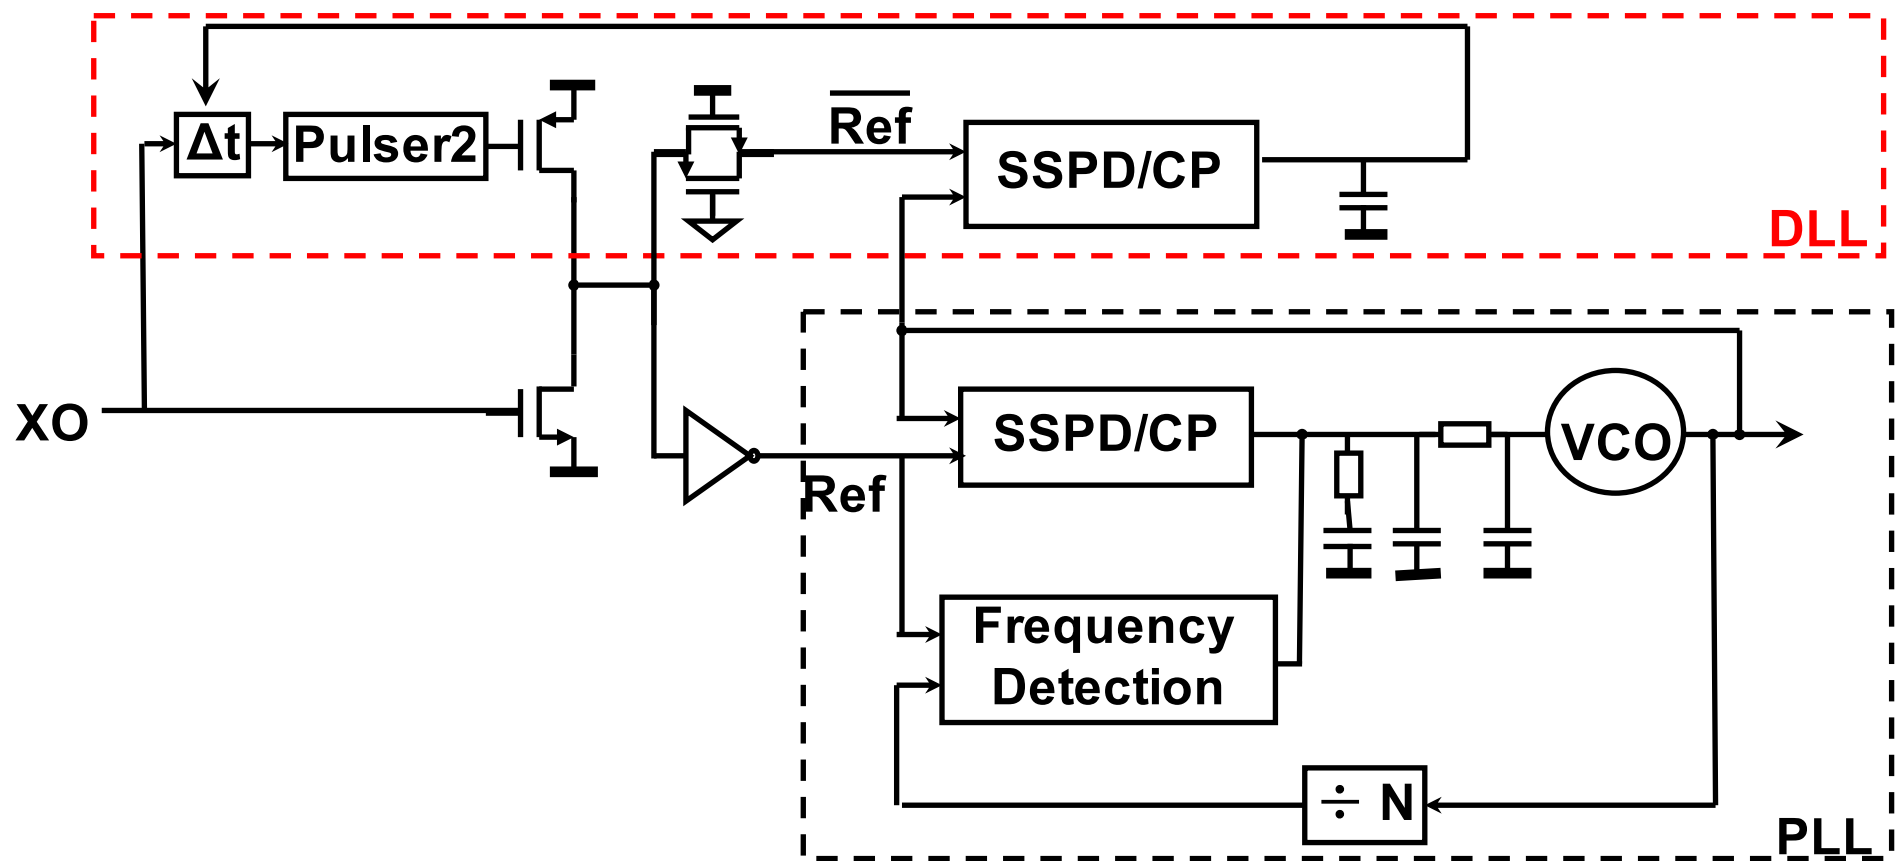 Δt
Pulser2
Ref
SSPD/CP
DLL
XO
SSPD/CP
VCO
Ref
Frequency
Detection
÷ N
PLL